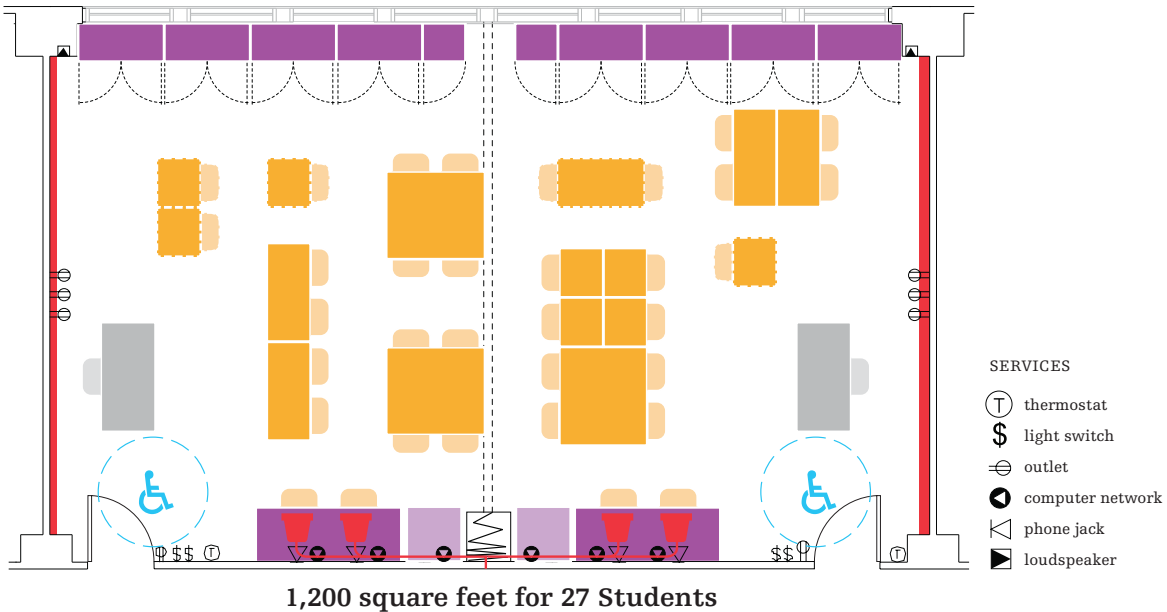 SERVICES
T thermostat
$ light switch
outlet
computer network
phone jack
loudspeaker
$$ T
$$ T
1,200 square feet for 27 Students